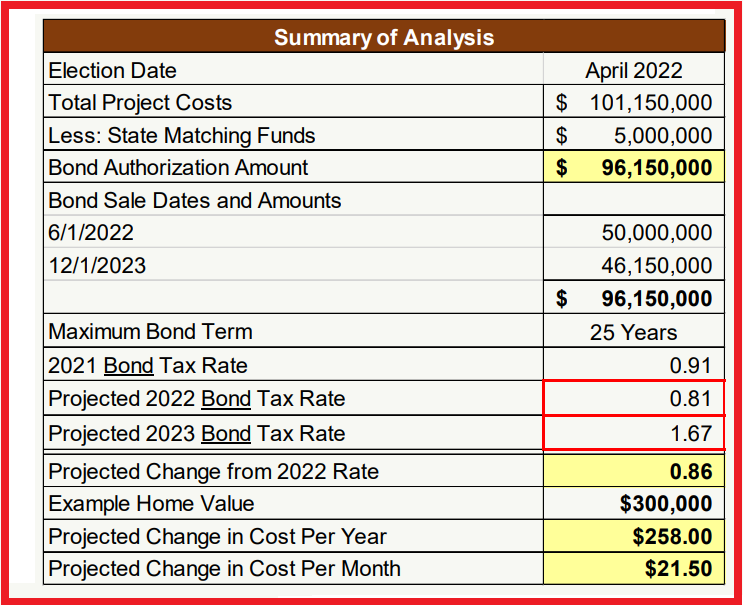 Summary of Analysis
Election Date April 2022
Total Project Costs $ 101,150,000
Less: State Matching Funds $ 5,000,000
Bond Authorization Amount $ 96,150,000
Bond Sale Dates and Amounts
6/1/2022 50,000,000
12/1/2023 46,150,000
$ 96,150,000
Maximum Bond Term 25 Years
2021 Bond Tax Rate 0.91
Projected 2022 Bond Tax Rate 0.81
Projected 2023 Bond Tax Rate 1.67
Projected Change from 2022 Rate 0.86
Example Home Value $300,000
Projected Change in Cost Per Year $258.00
Projected Change in Cost Per Month $21.50